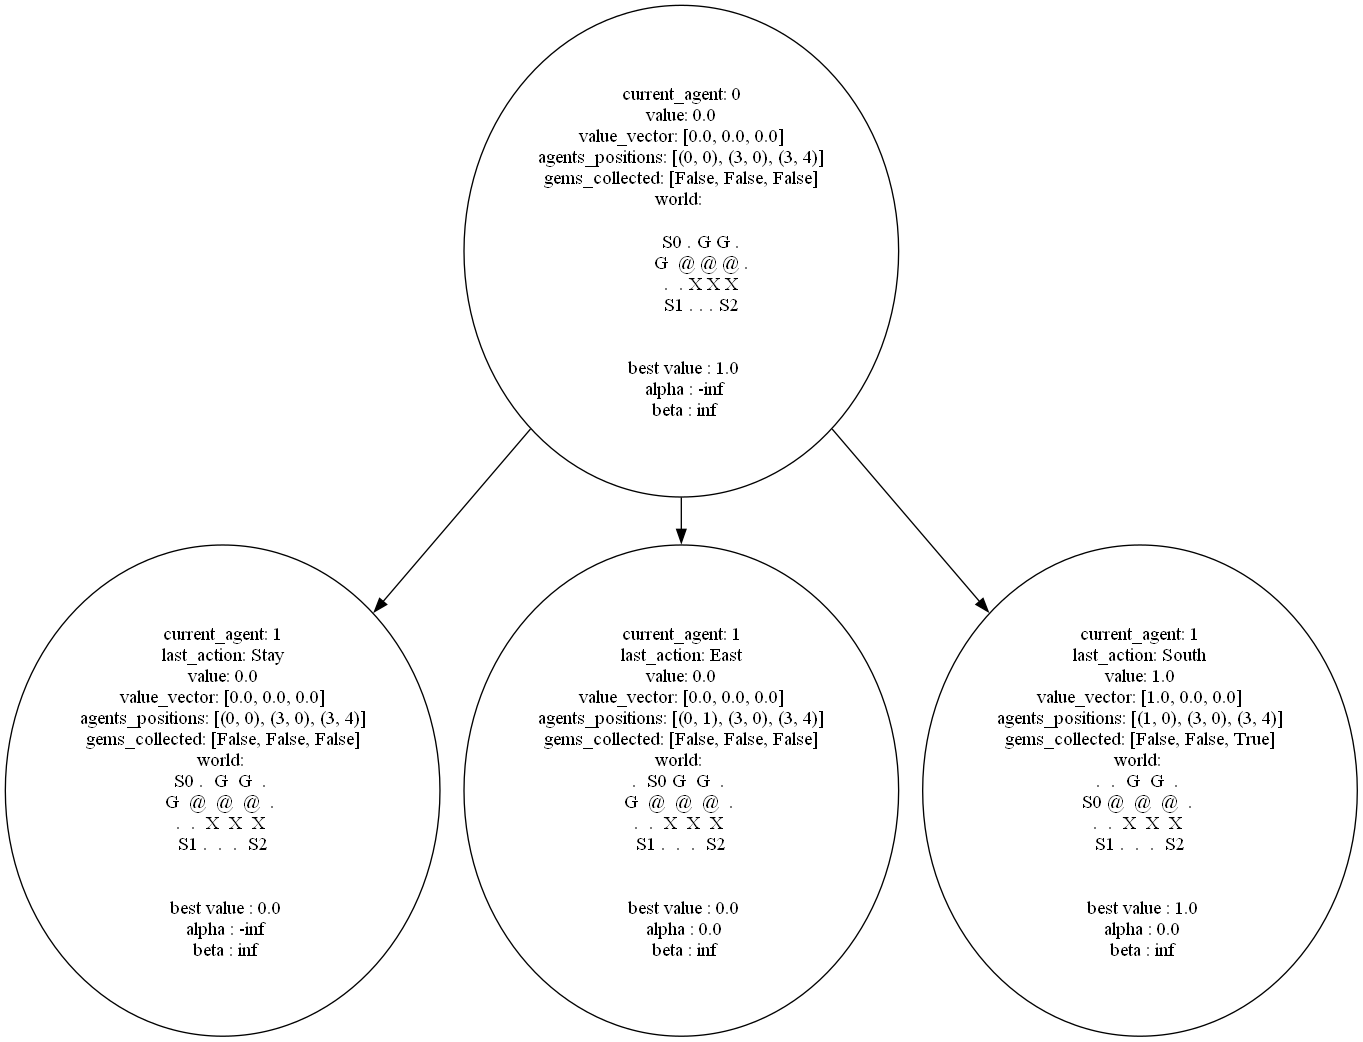 current_agent: 0
value: 0.0
value_vector: [0.0, 0.0, 0.0]
agents_positions: [(0, 0), (3, 0), (3, 4)]
gems_collected: [False, False, False]
world:
S0 . G G .
G @ @ @ .
. . X X X
S1 . . . S2
best value : 1.0
alpha : -inf
beta : inf
current_agent: 1
last_action: Stay
value: 0.0
value_vector: [0.0, 0.0, 0.0]
agents_positions: [(0, 0), (3, 0), (3, 4)]
gems_collected: [False, False, False]
world:
S0 . G G .
G @ @ @ .
. . X X X
S1 . . . S2
best value : 0.0
alpha : -inf
beta : inf
current_agent: 1
last_action: East
value: 0.0
value_vector: [0.0, 0.0, 0.0]
agents_positions: [(0, 1), (3, 0), (3, 4)]
gems_collected: [False, False, False]
world:
. S0 G G .
G @ @ @ .
. . X X X
S1 . . . S2
best value : 0.0
alpha : 0.0
beta : inf
current_agent: 1
last_action: South
value: 1.0
value_vector: [1.0, 0.0, 0.0]
agents_positions: [(1, 0), (3, 0), (3, 4)]
gems_collected: [False, False, True]
world:
. . G G .
S0 @ @ @ .
. . X X X
S1 . . . S2
best value : 1.0
alpha : 0.0
beta : inf